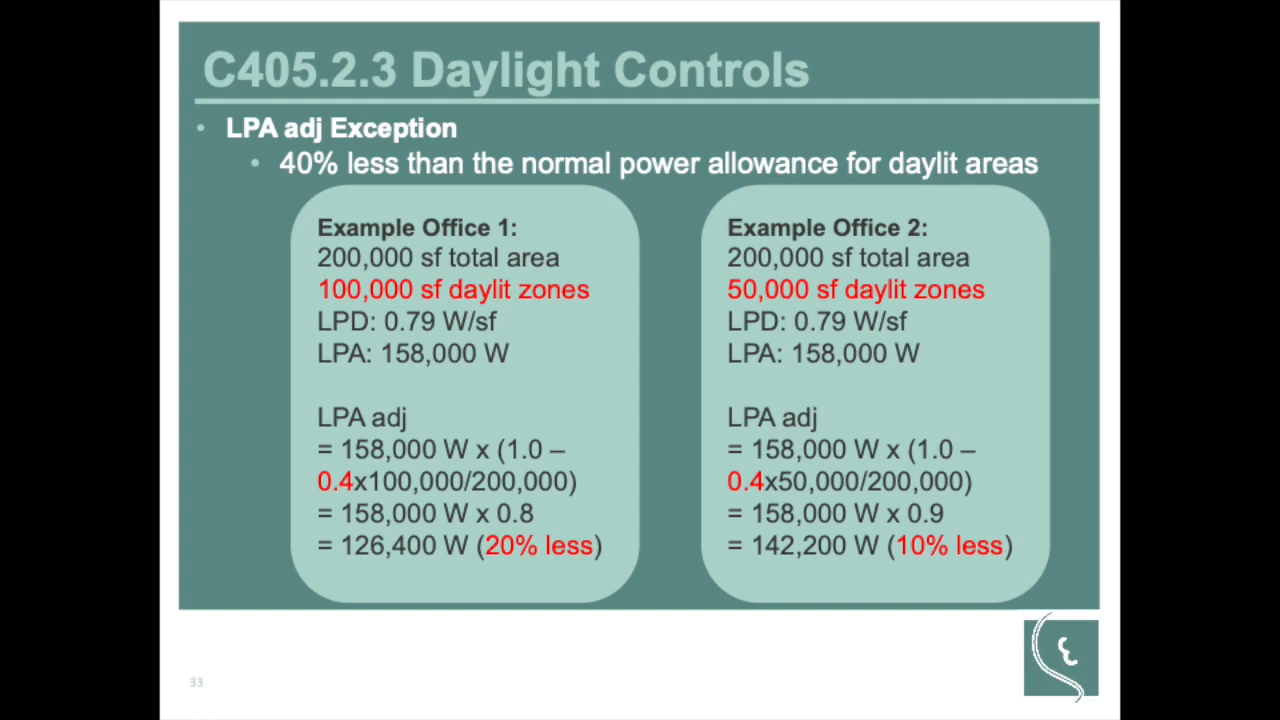 C405.2.3 Daylight Controls
• LPA adj Exception
• 40% less than the normal power allowance for daylit areas
Example Office 1:
200,000 sf total area
100,000 sf daylit zones
LPD: 0.79 W/sf
LPA: 158,000 W
LPA adj
= 158,000 W x (1.0 –
0.4x100,000/200,000)
= 158,000 W x 0.8
= 126,400 W (20% less)
Example Office 2:
200,000 sf total area
50,000 sf daylit zones
LPD: 0.79 W/sf
LPA: 158,000 W
LPA adj
= 158,000 W x (1.0 –
0.4x50,000/200,000)
= 158,000 W x 0.9
= 142,200 W (10% less)
33